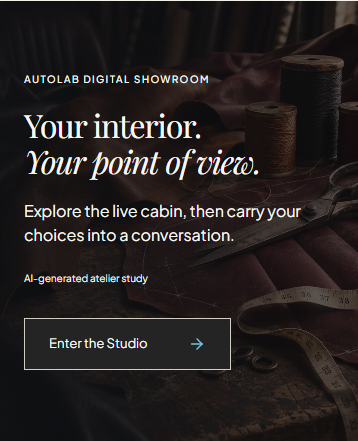 AUTOLAB DIGITAL SHOWROOM
Your interior.
Your point of view.
Explore the live cabin, then carry your
choices into a conversation.
AI-generated atelier study
Enter the Studio →